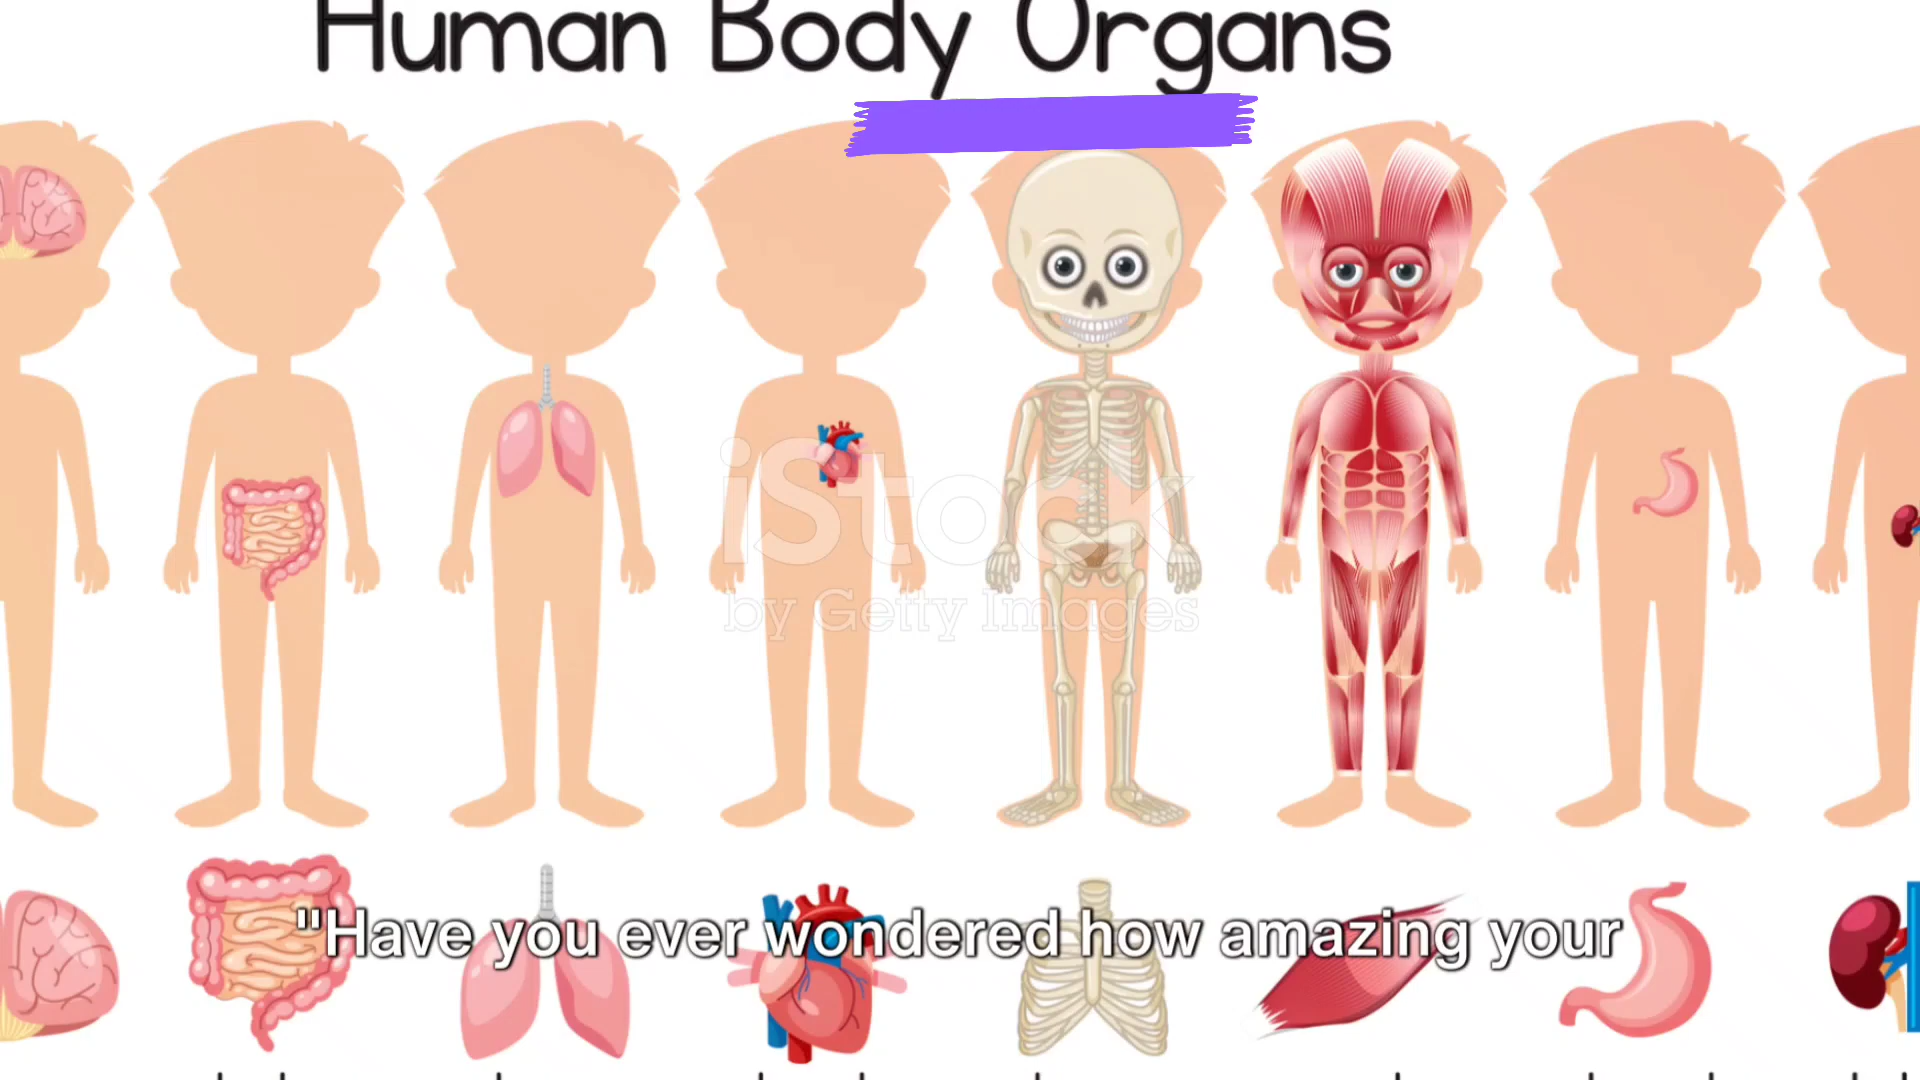 Human Body Organs
iStock
by Getty Images
"Have you ever wondered how amazing your